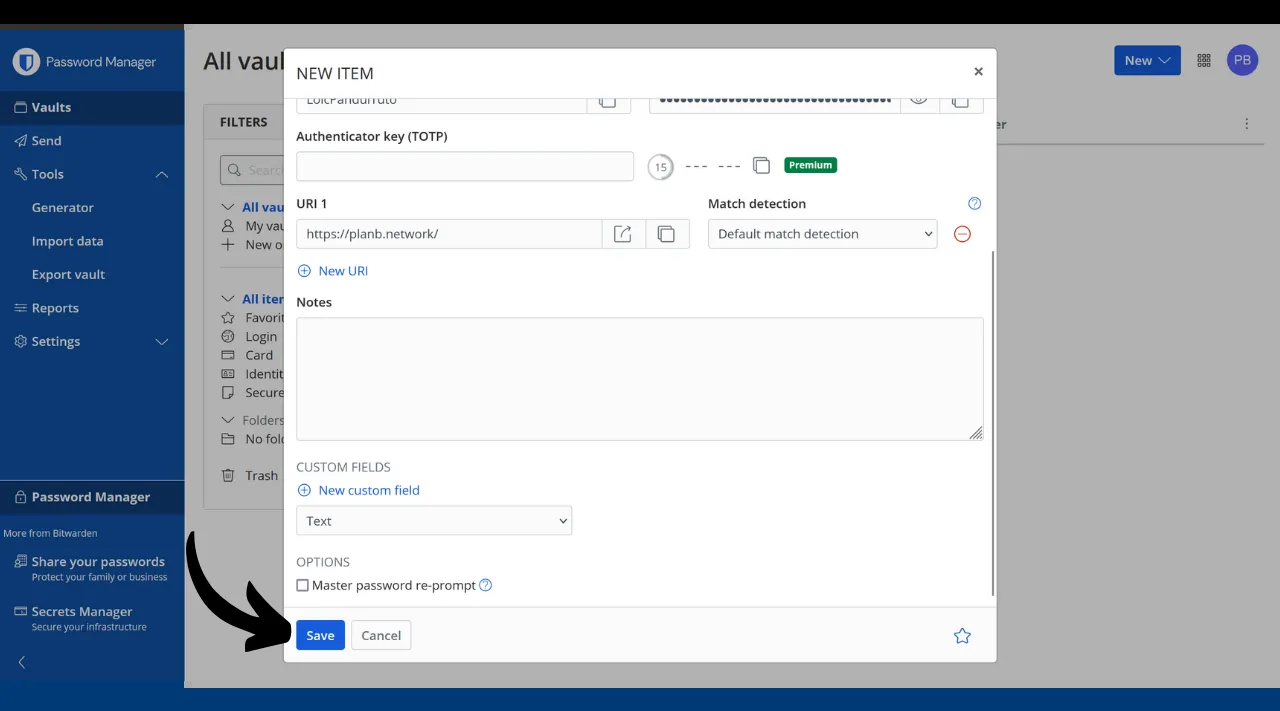 Password Manager
Vaults
Send
Tools
Generator
Import data
Export vault
Reports
Settings
Password Manager
More from Bitwarden
Share your passwords
Protect your family or business
Secrets Manager
Secure your infrastructure
All vaul
New
PB
FILTERS
Search
All vau
My vau
New o
All iten
Favorit
Login
Card
Identit
Secure
Folders
No fold
Trash
er
NEW ITEM
LoicPandulfuto
Authenticator key (TOTP)
15
--- ---
Premium
URI 1
Match detection
https://planb.network/
Default match detection
New URI
Notes
CUSTOM FIELDS
New custom field
Text
OPTIONS
Master password re-prompt
Save
Cancel